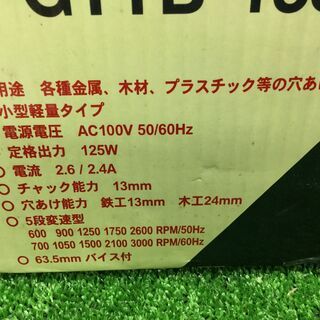 用途 各種金属、木材、プラスチック等の穴あけ
小型軽量タイプ
電源電圧 AC100V 50/60Hz
○ 定格出力 125W
○ 電流 2.6 / 2.4A
○ チャック能力 13mm
○ 穴あけ能力 鉄工13mm 木工24mm
○ 5段変速型
600 900 1250 1750 2600 RPM/50Hz
700 1050 1500 2100 3000 RPM/60Hz
○ 63.5mm バイス付